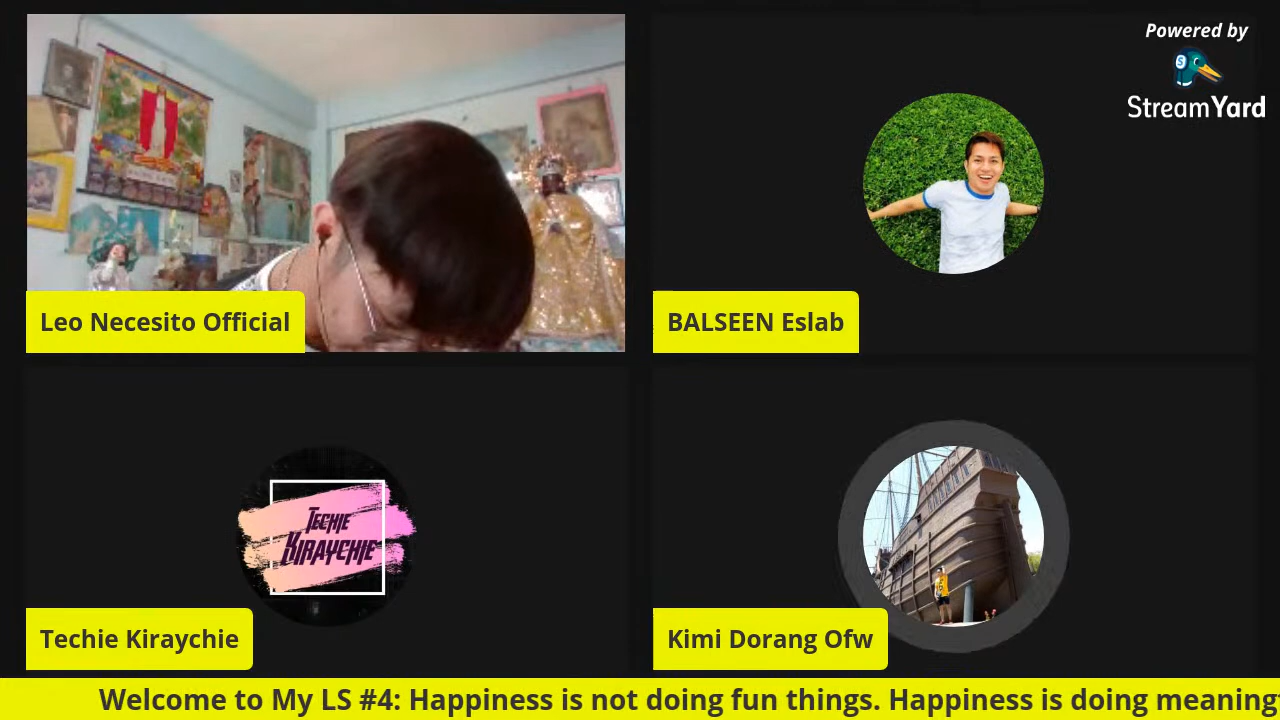 Powered by
StreamYard
Leo Necesito Official
BALSEEN Eslab
TECHIE
KIRAYCHIE
Techie Kiraychie
Kimi Dorang Ofw
Welcome to My LS #4: Happiness is not doing fun things. Happiness is doing meaning